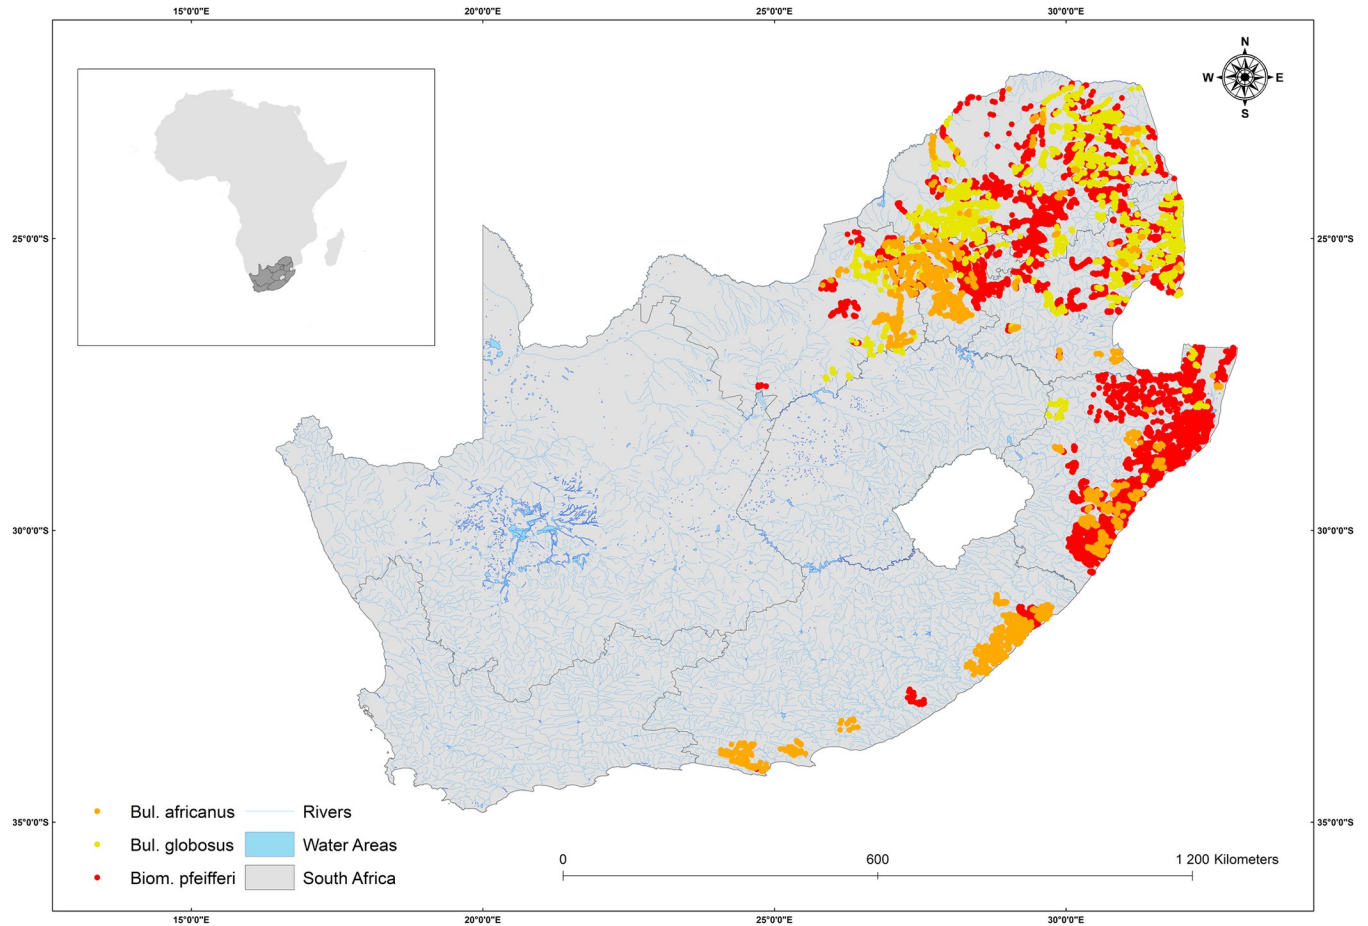 15°0'0"E 20°0'0"E 25°0'0"E 30°0'0"E
N
W E
S
25°0'0"S 25°0'0"S
30°0'0"S 30°0'0"S
Bul. africanus Rivers
35°0'0"S 35°0'0"S
Bul. globosus Water Areas
0 600 1 200 Kilometers
Biom. pfeifferi South Africa
15°0'0"E 20°0'0"E 25°0'0"E 30°0'0"E